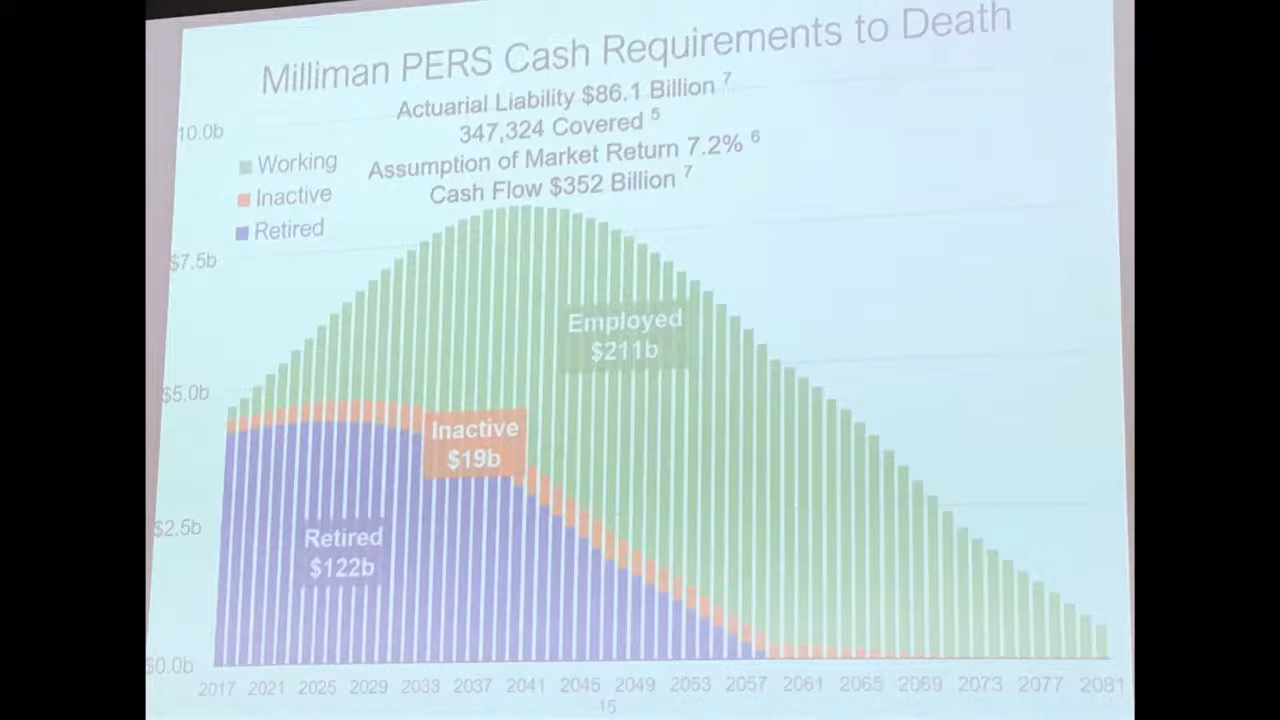 Milliman PERS Cash Requirements to Death
Actuarial Liability $86.1 Billion 7
347,324 Covered 5
Assumption of Market Return 7.2% 6
Cash Flow $352 Billion 7
Working
Inactive
Retired
10.0b
$7.5b
$5.0b
$2.5b
$0.0b
Employed
$211b
Inactive
$19b
Retired
$122b
2017 2021 2025 2029 2033 2037 2041 2045 2049 2053 2057 2061 2065 2069 2073 2077 2081
15